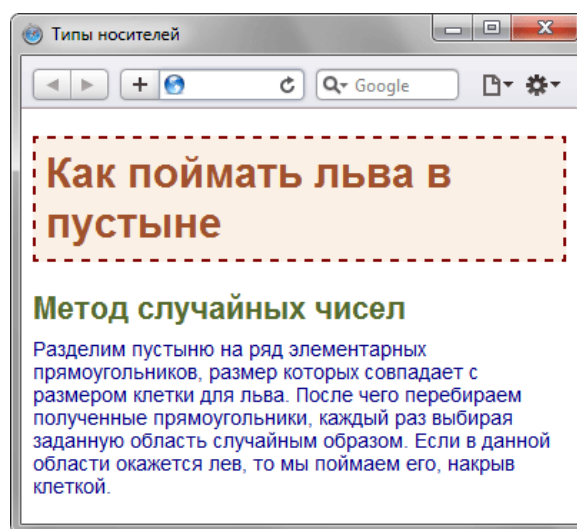 Типы носителей
Google
Как поймать льва в
пустыне
Метод случайных чисел
Разделим пустыню на ряд элементарных
прямоугольников, размер которых совпадает с
размером клетки для льва. После чего перебираем
полученные прямоугольники, каждый раз выбирая
заданную область случайным образом. Если в данной
области окажется лев, то мы поймаем его, накрыв
клеткой.